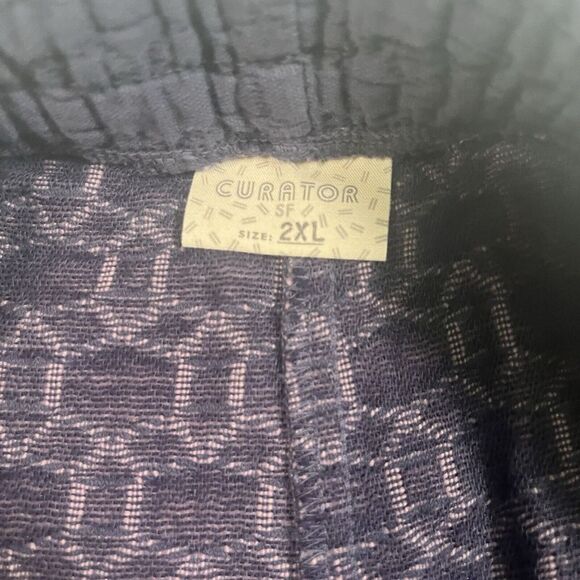 CURATOR
SF
SIZE: 2XL